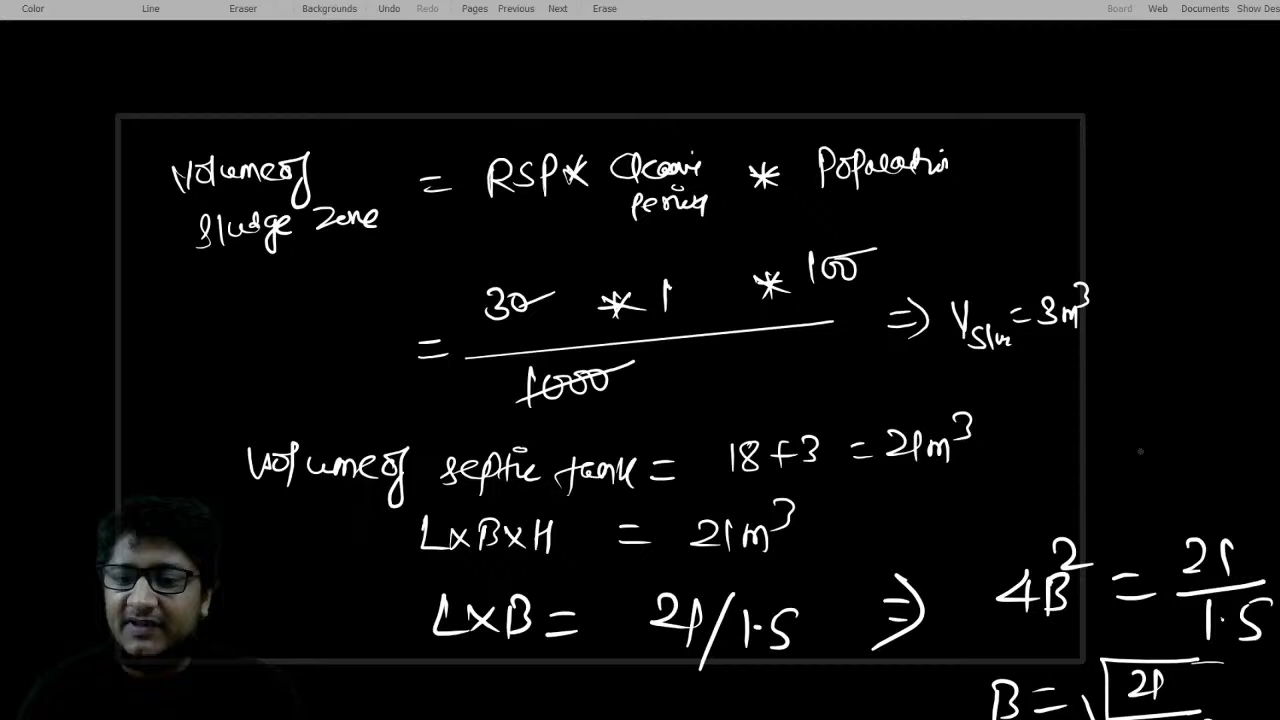 Color Line Eraser Backgrounds Undo Redo Pages Previous Next Erase Board Web Documents Show Des
Volume of = RSP * * Population
Sludge Zone period
= 30 * 1 * 100 => V = 3m³
1000
Volume of septic tank = 18+3 = 21m³
L×B×H = 21m³
L×B = 21/1.5 => 4B² = 21
1.5
B = √21